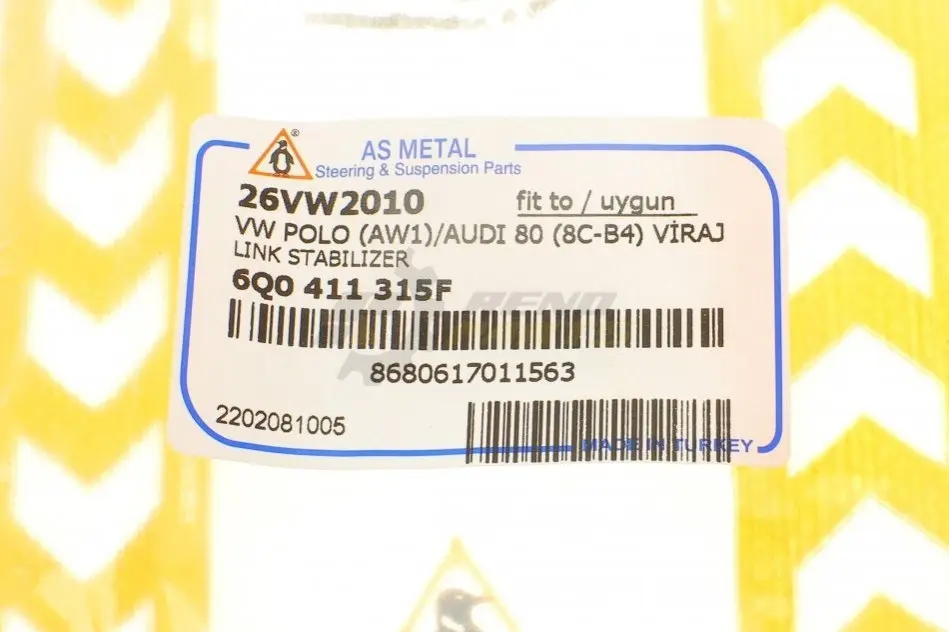 ®
AS METAL
Steering & Suspension Parts
26VW2010 fit to / uygun
VW POLO (AW1)/AUDI 80 (8C-B4) VİRAJ
LINK STABILIZER
6Q0 411 315F
8680617011563
2202081005
MADE IN TURKEY